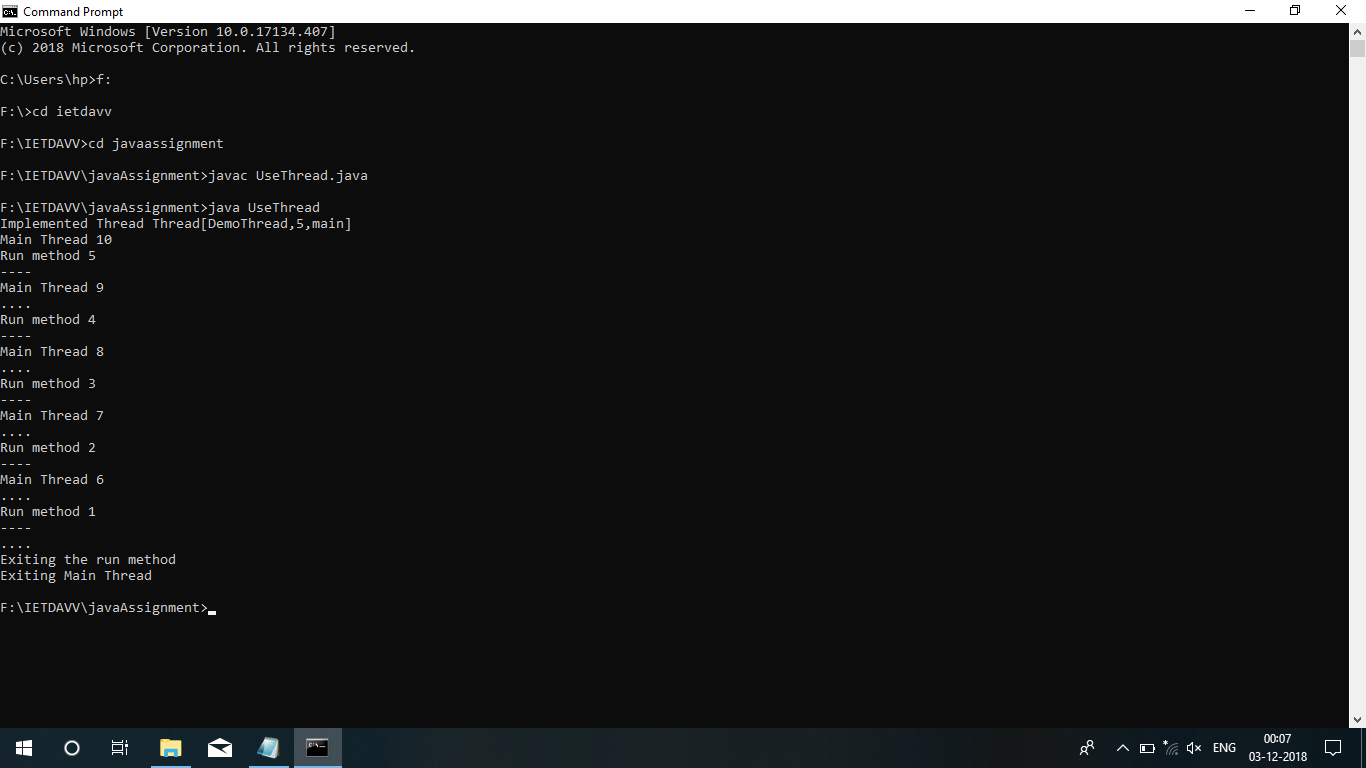 Command Prompt
Microsoft Windows [Version 10.0.17134.407]
(c) 2018 Microsoft Corporation. All rights reserved.
C:\Users\hp>f:
F:\>cd ietdavv
F:\IETDAVV>cd javaassignment
F:\IETDAVV\javaAssignment>javac UseThread.java
F:\IETDAVV\javaAssignment>java UseThread
Implemented Thread Thread[DemoThread,5,main]
Main Thread 10
Run method 5
----
Main Thread 9
....
Run method 4
----
Main Thread 8
....
Run method 3
----
Main Thread 7
....
Run method 2
----
Main Thread 6
....
Run method 1
----
....
Exiting the run method
Exiting Main Thread
F:\IETDAVV\javaAssignment>
ENG
00:07
03-12-2018